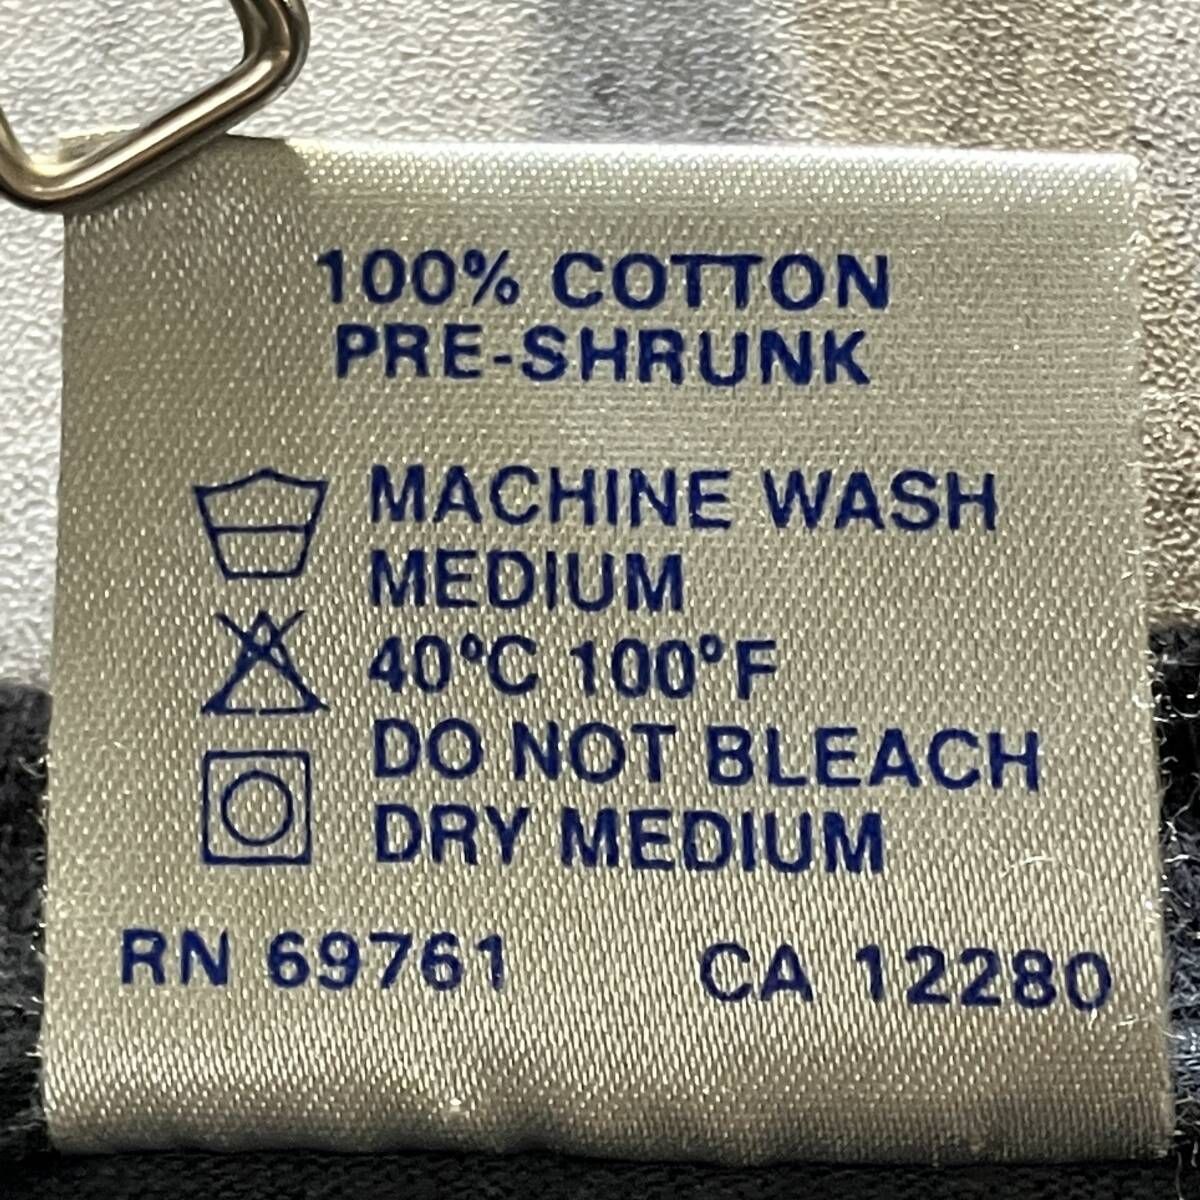 100% COTTON
PRE-SHRUNK
MACHINE WASH
MEDIUM
40°C 100°F
DO NOT BLEACH
DRY MEDIUM
RN 69761 CA 12280